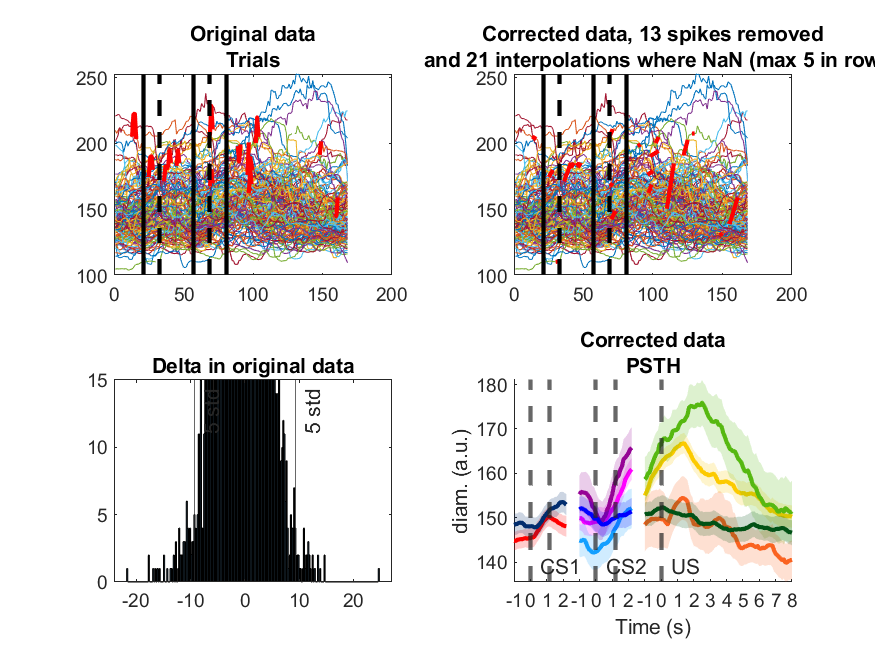 Original data
Trials
250
200
150
100
0
50
100
150
200
Corrected data, 13 spikes removed
and 21 interpolations where NaN (max 5 in row
250
200
150
100
0
50
100
150
200
Delta in original data
15
10
5
0
5 std
5 std
-20
-10
0
10
20
Corrected data
PSTH
180
170
160
150
140
diam. (a.u.)
CS1
CS2
US
-1 0 1 2 -1 0 1 2 -1 0 1 2 3 4 5 6 7 8
Time (s)